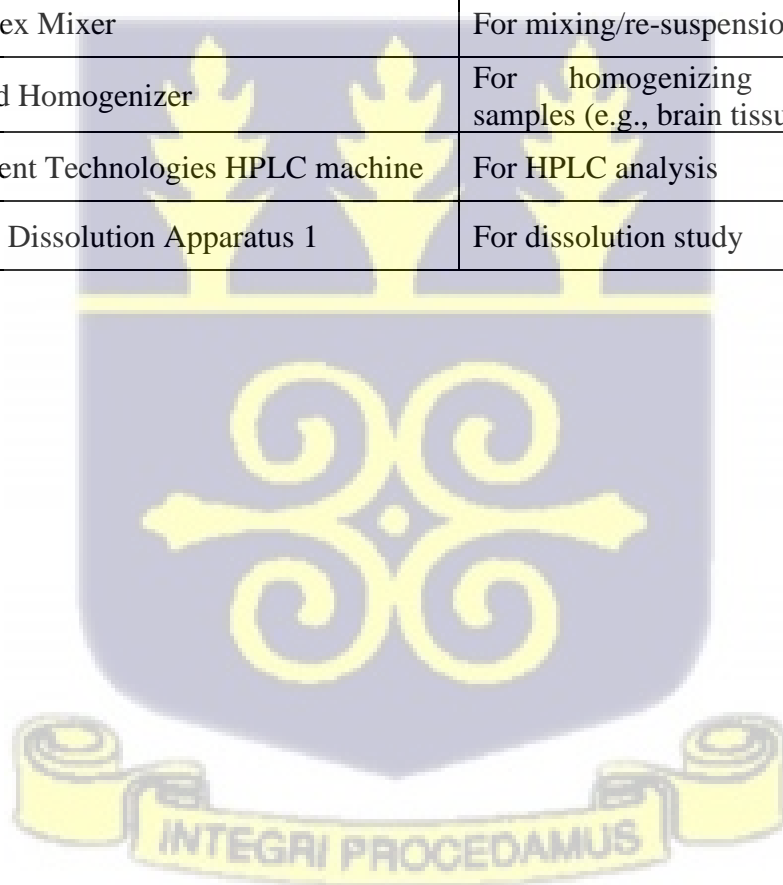 ex Mixer
For mixing/re-suspensio
d Homogenizer
For homogenizing
samples (e.g., brain tissu
ent Technologies HPLC machine
For HPLC analysis
Dissolution Apparatus 1
For dissolution study
INTEGRI PROCEDAMUS